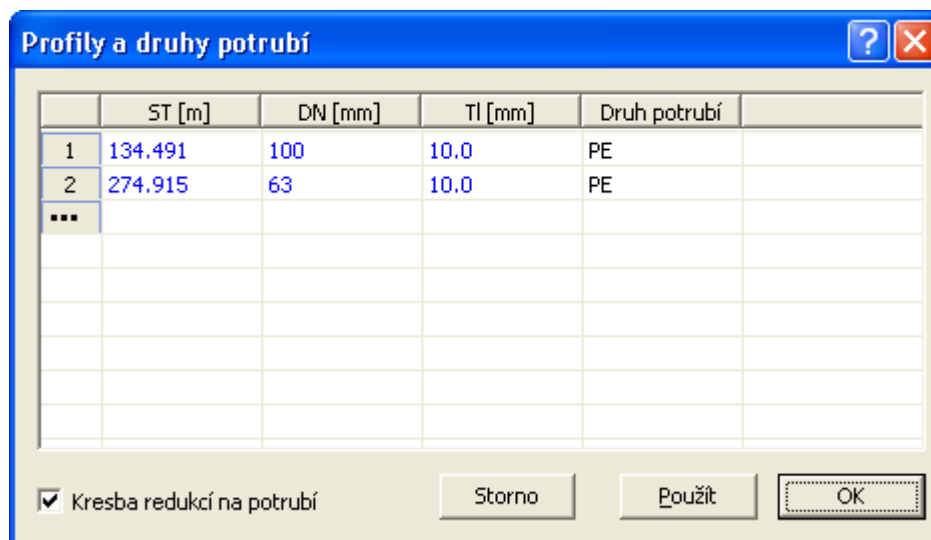 Profily a druhy potrubí
ST [m] DN [mm] Tl [mm] Druh potrubí
1 134.491 100 10.0 PE
2 274.915 63 10.0 PE
Kresba redukcí na potrubí Storno Použít OK